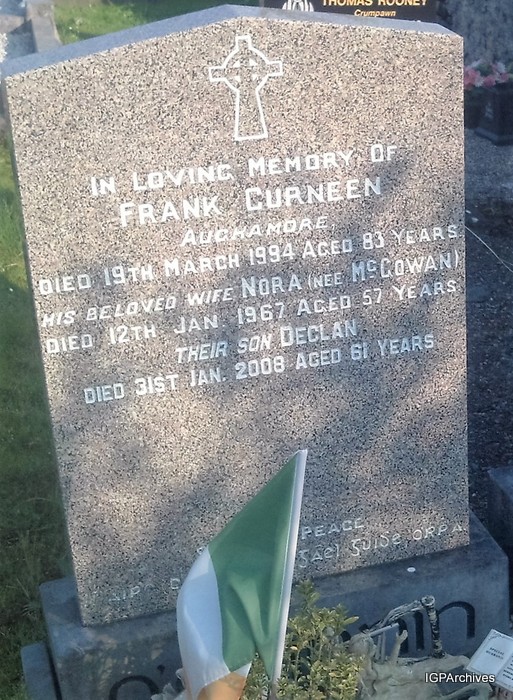 THOMAS ROONEY
Crumpawn
IN LOVING MEMORY OF
FRANK GURNEEN
AUGHAMORE
DIED 19TH MARCH 1994 AGED 83 YEARS
HIS BELOVED WIFE NORA (NEE McGOWAN)
DIED 12TH JAN 1967 AGED 57 YEARS
THEIR SON DECLAN
DIED 31ST JAN. 2008 AGED 61 YEARS
PEACE
IGPArchives